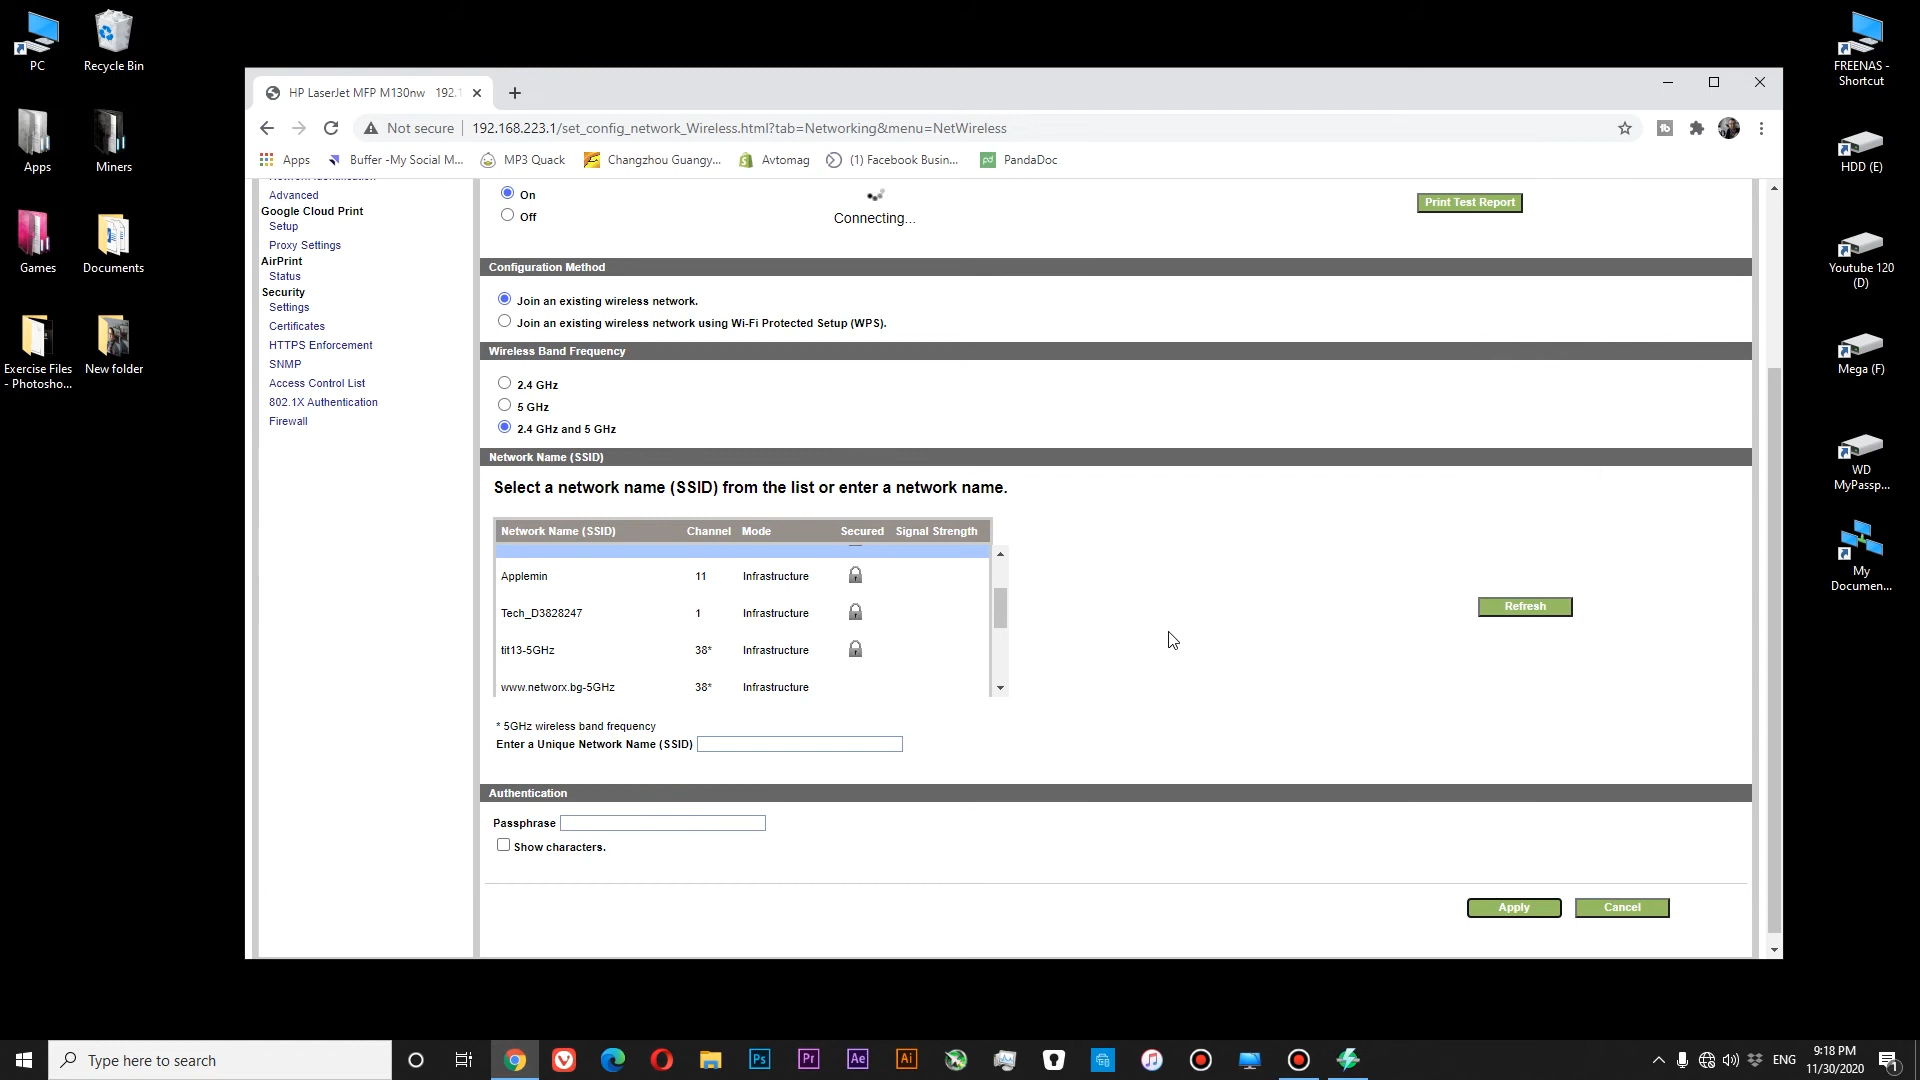 PC
Recycle Bin
Apps
Miners
Games
Documents
Exercise Files
- Photosho...
New folder
HP LaserJet MFP M130nw 192.1
Not secure
192.168.223.1/set_config_network_Wireless.html?tab=Networking&menu=NetWireless
Apps
Buffer -My Social M...
MP3 Quack
Changzhou Guangy...
Avtomag
(1) Facebook Busin...
PandaDoc
Network Identification
Advanced
Google Cloud Print
Setup
Proxy Settings
AirPrint
Status
Security
Settings
Certificates
HTTPS Enforcement
SNMP
Access Control List
802.1X Authentication
Firewall
On
Off
Connecting...
Print Test Report
Configuration Method
Join an existing wireless network.
Join an existing wireless network using Wi-Fi Protected Setup (WPS).
Wireless Band Frequency
2.4 GHz
5 GHz
2.4 GHz and 5 GHz
Network Name (SSID)
Select a network name (SSID) from the list or enter a network name.
Network Name (SSID) Channel Mode Secured Signal Strength
Applemin 11 Infrastructure
Tech_D3828247 1 Infrastructure
tit13-5GHz 38* Infrastructure
www.networx.bg-5GHz 38* Infrastructure
Refresh
* 5GHz wireless band frequency
Enter a Unique Network Name (SSID)
Authentication
Passphrase
Show characters.
Apply
Cancel
FREENAS -
Shortcut
HDD (E)
Youtube 120
(D)
Mega (F)
WD
MyPassp...
My
Documen...
Type here to search
Ps
Pr
Ae
Ai
ENG
9:18 PM
11/30/2020
1